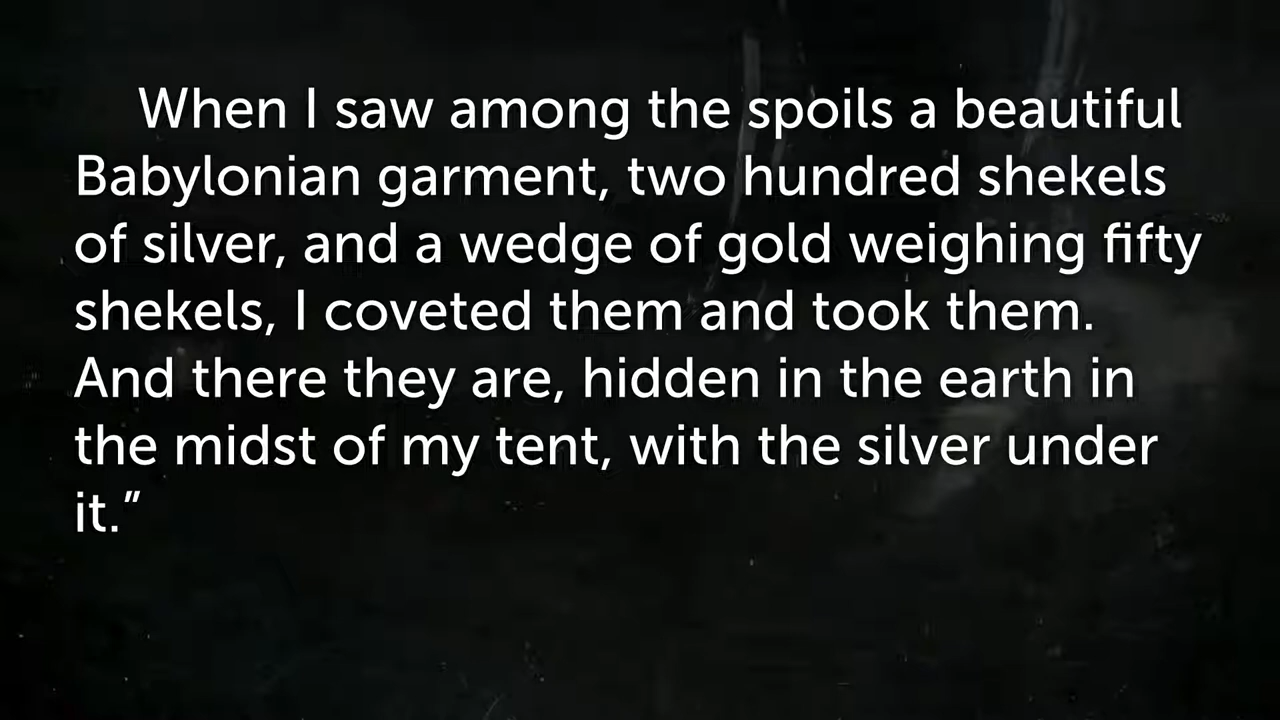 When I saw among the spoils a beautiful
Babylonian garment, two hundred shekels
of silver, and a wedge of gold weighing fifty
shekels, I coveted them and took them.
And there they are, hidden in the earth in
the midst of my tent, with the silver under
it.”